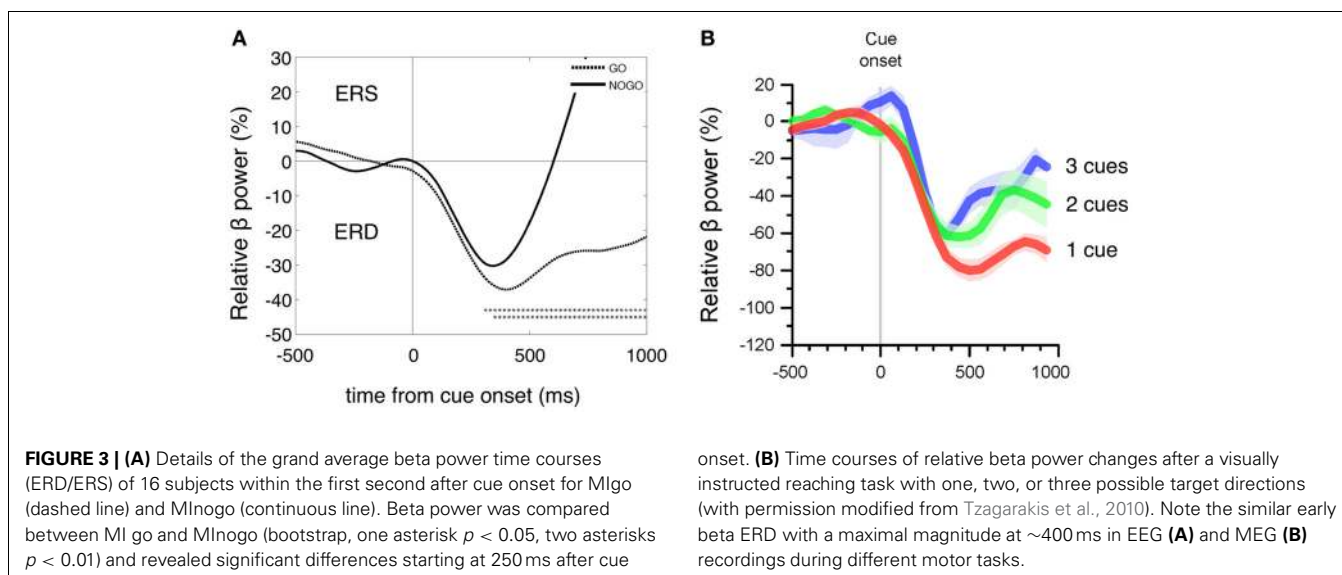 A
30
20
10
0
-10
-20
-30
-40
-50
Relative β power (%)
ERS
ERD
GO
NOGO
-500 0 500 1000
time from cue onset (ms)
B
Cue
onset
20
0
-20
-40
-60
-80
-100
-120
Relative β power (%)
3 cues
2 cues
1 cue
-500 0 500 1000
FIGURE 3 | (A) Details of the grand average beta power time courses
(ERD/ERS) of 16 subjects within the first second after cue onset for MIgo
(dashed line) and MInogo (continuous line). Beta power was compared
between MI go and MInogo (bootstrap, one asterisk p < 0.05, two asterisks
p < 0.01) and revealed significant differences starting at 250 ms after cue
onset. (B) Time courses of relative beta power changes after a visually
instructed reaching task with one, two, or three possible target directions
(with permission modified from Tzagarakis et al., 2010). Note the similar early
beta ERD with a maximal magnitude at ~400 ms in EEG (A) and MEG (B)
recordings during different motor tasks.